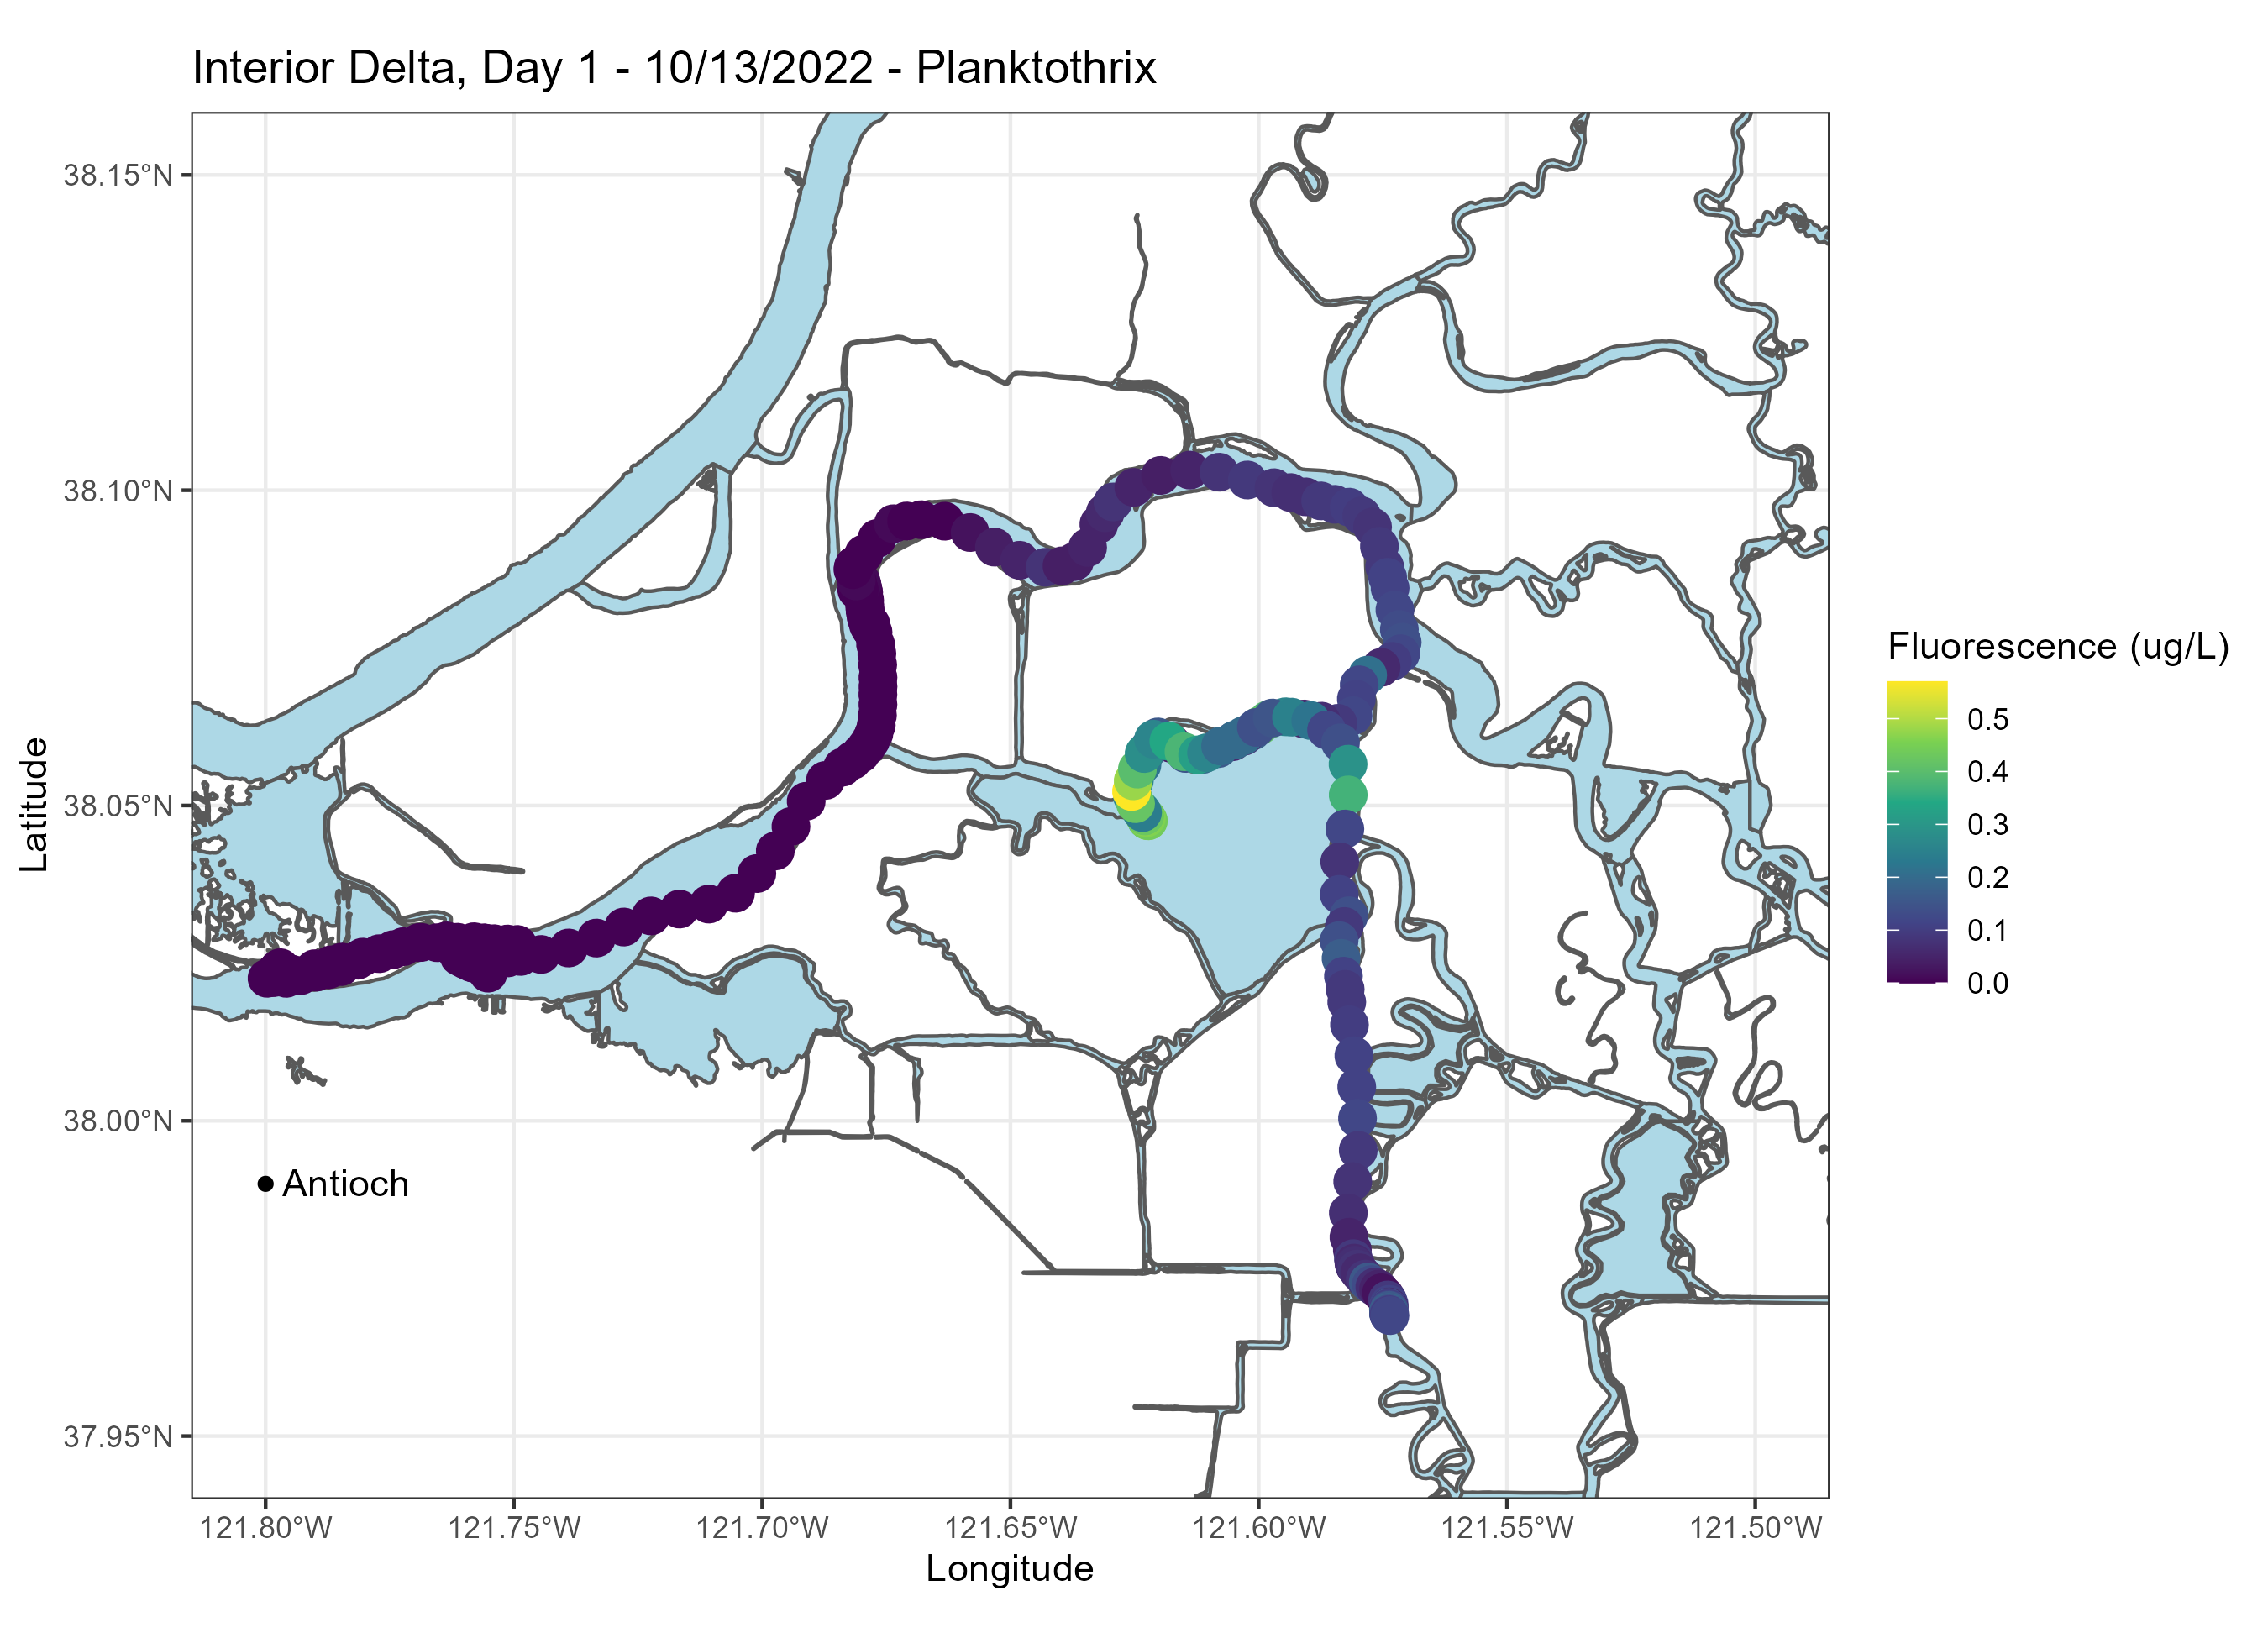 Interior Delta, Day 1 - 10/13/2022 - Planktothrix
38.15°N
38.10°N
38.05°N
38.00°N
37.95°N
Latitude
Antioch
121.80°W
121.75°W
121.70°W
121.65°W
121.60°W
121.55°W
121.50°W
Longitude
Fluorescence (ug/L)
0.5
0.4
0.3
0.2
0.1
0.0